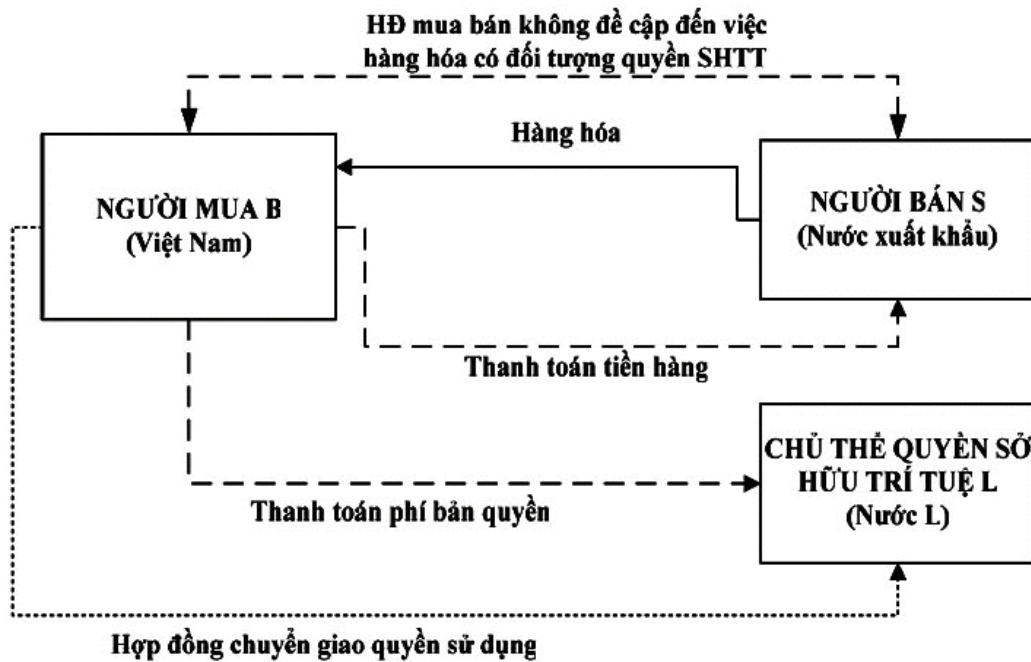 HĐ mua bán không đề cập đến việc
hàng hóa có đối tượng quyền SHTT
Hàng hóa
NGƯỜI MUA B
(Việt Nam)
NGƯỜI BÁN S
(Nước xuất khẩu)
Thanh toán tiền hàng
CHỦ THỂ QUYỀN SỞ
HỮU TRÍ TUỆ L
(Nước L)
Thanh toán phí bản quyền
Hợp đồng chuyển giao quyền sử dụng